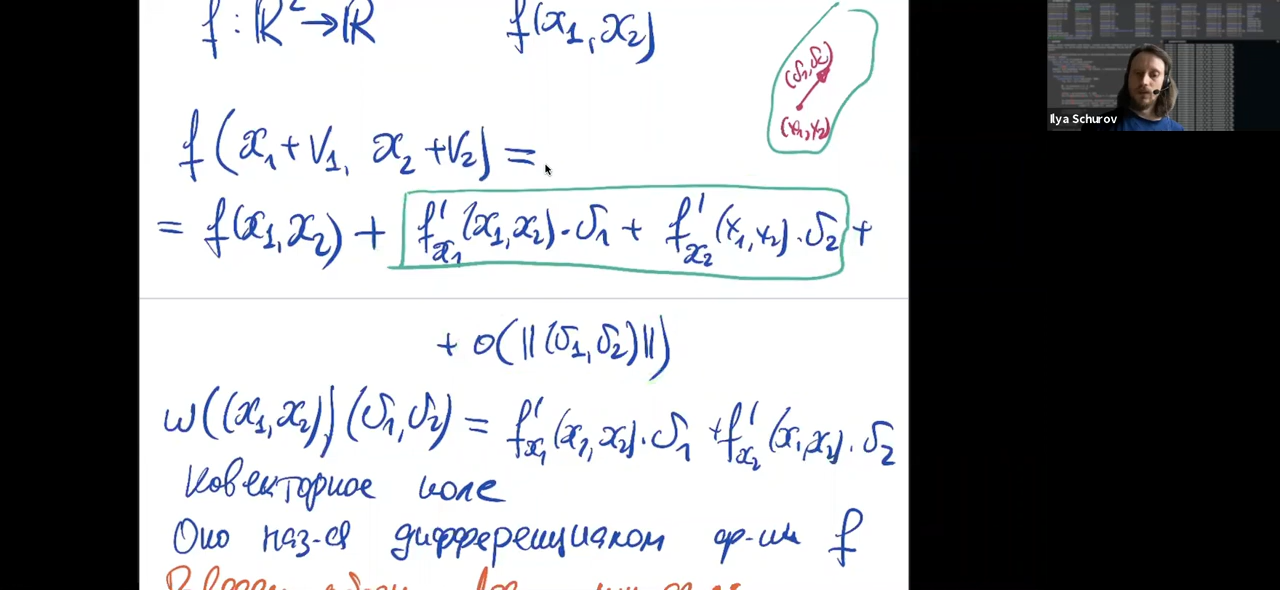 f : ℝ² → ℝ f(x₁, x₂)
(δ₁, δ₂)
(x₁, x₂)
Ilya Schurov
f(x₁ + v₁, x₂ + v₂) =
= f(x₁, x₂) + f'ₓ₁(x₁, x₂) · δ₁ + f'ₓ₂(x₁, x₂) · δ₂ +
+ o(||(δ₁, δ₂)||)
ω((x₁, x₂), (δ₁, δ₂) = f'ₓ₁(x₁, x₂) · δ₁ + f'ₓ₂(x₁, x₂) · δ₂
Ковекторное поле
Оно наз-ся дифференциалом ф-ии f